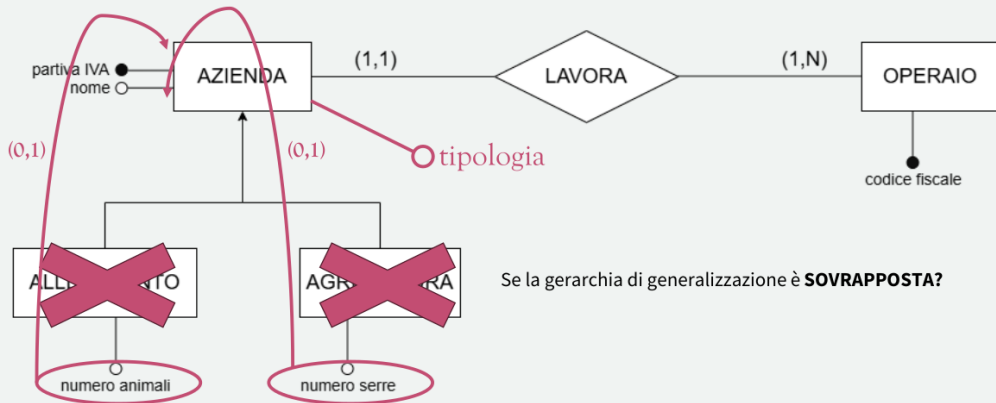 partiva IVA
nome
AZIENDA
(1,1)
LAVORA
(1,N)
OPERAIO
(0,1)
(0,1)
tipologia
codice fiscale
Se la gerarchia di generalizzazione è SOVRAPPOSTA?
numero animali
numero serre